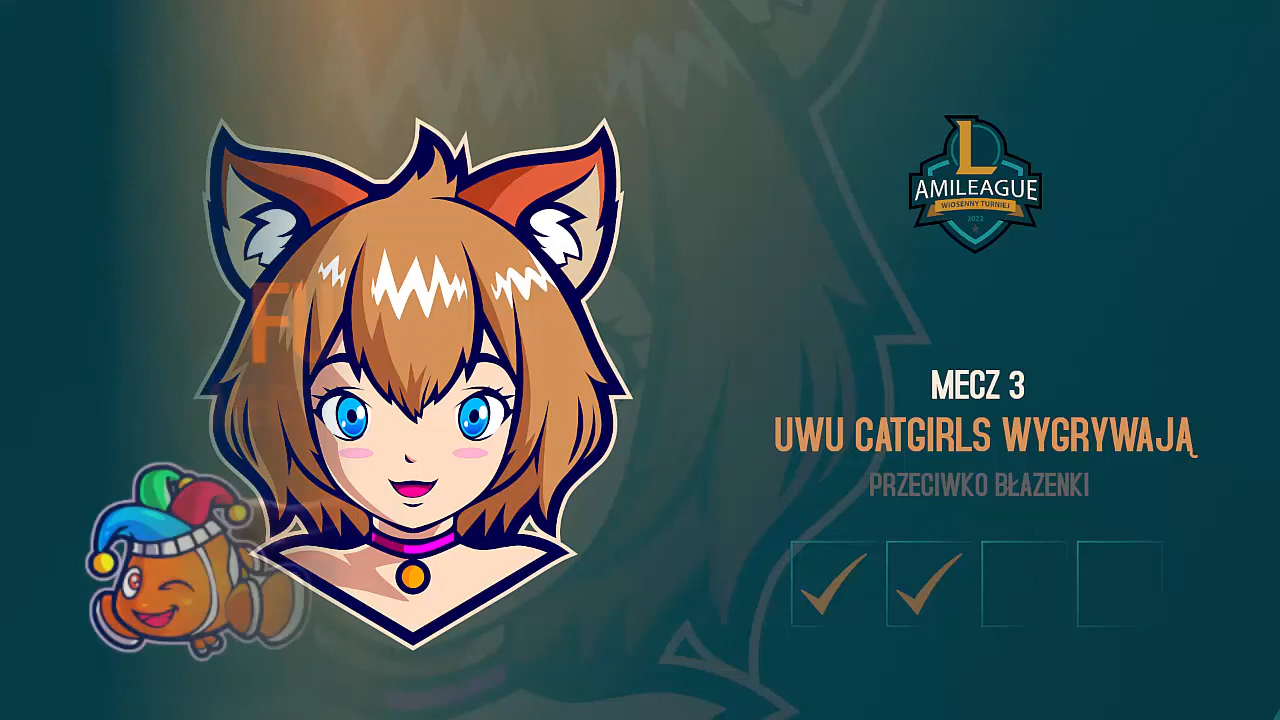 L
AMILEAGUE
WIOSENNY TURNIEJ
2022
MECZ 3
UWU CATGIRLS WYGRYWAJĄ
PRZECIWKO BŁAZENKI